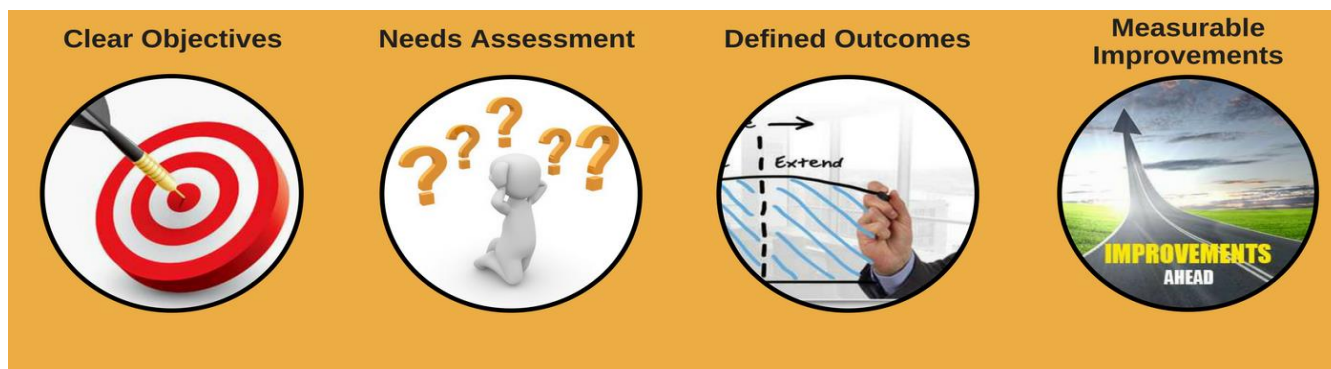 Clear Objectives
Needs Assessment
Defined Outcomes
Measurable
Improvements
Extend
IMPROVEMENTS
AHEAD